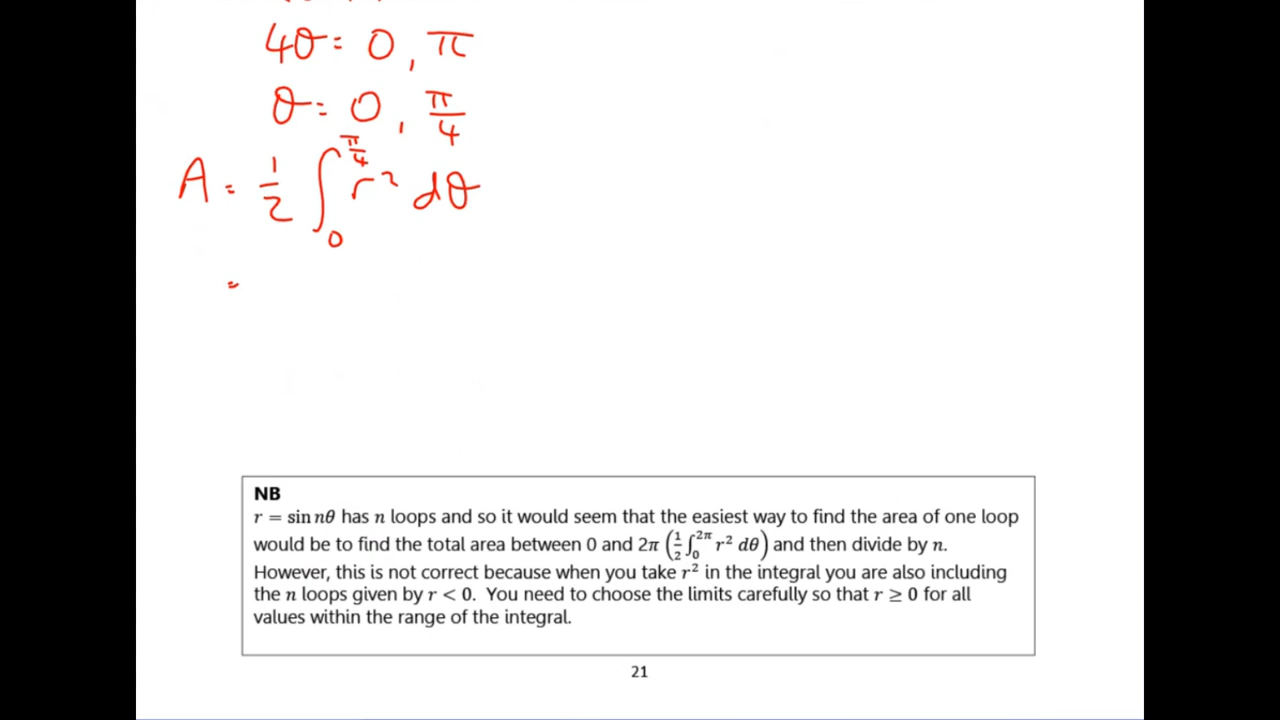 4θ = 0, π
θ = 0, π/4
A = 1/2 ∫₀^(π/4) r² dθ
=
NB
r = sin nθ has n loops and so it would seem that the easiest way to find the area of one loop
would be to find the total area between 0 and 2π (1/2 ∫₀^(2π) r² dθ) and then divide by n.
However, this is not correct because when you take r² in the integral you are also including
the n loops given by r < 0. You need to choose the limits carefully so that r ≥ 0 for all
values within the range of the integral.
21